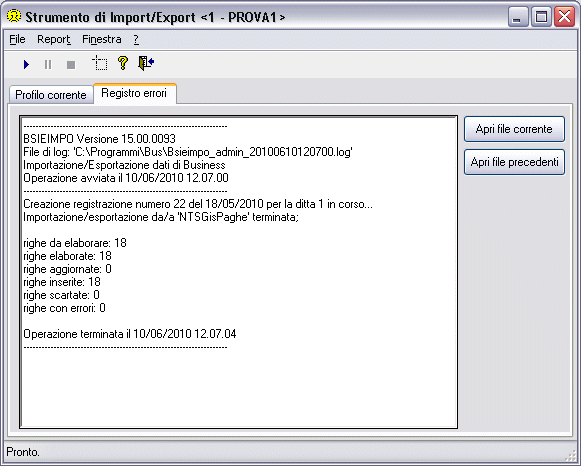 Strumento di Import/Export <1 - PROVA1>
File Report Finestra ?
Profilo corrente Registro errori
BSIEIMPO Versione 15.00.0093
File di log: 'C:\Programmi\Bus\Bsieimpo_admin_20100610120700.log'
Importazione/Esportazione dati di Business
Operazione avviata il 10/06/2010 12.07.00
Creazione registrazione numero 22 del 18/05/2010 per la ditta 1 in corso...
Importazione/esportazione da/a 'NTSGisPaghe' terminata;
righe da elaborare: 18
righe elaborate: 18
righe aggiornate: 0
righe inserite: 18
righe scartate: 0
righe con errori: 0
Operazione terminata il 10/06/2010 12.07.04
Apri file corrente
Apri file precedenti
Pronto.